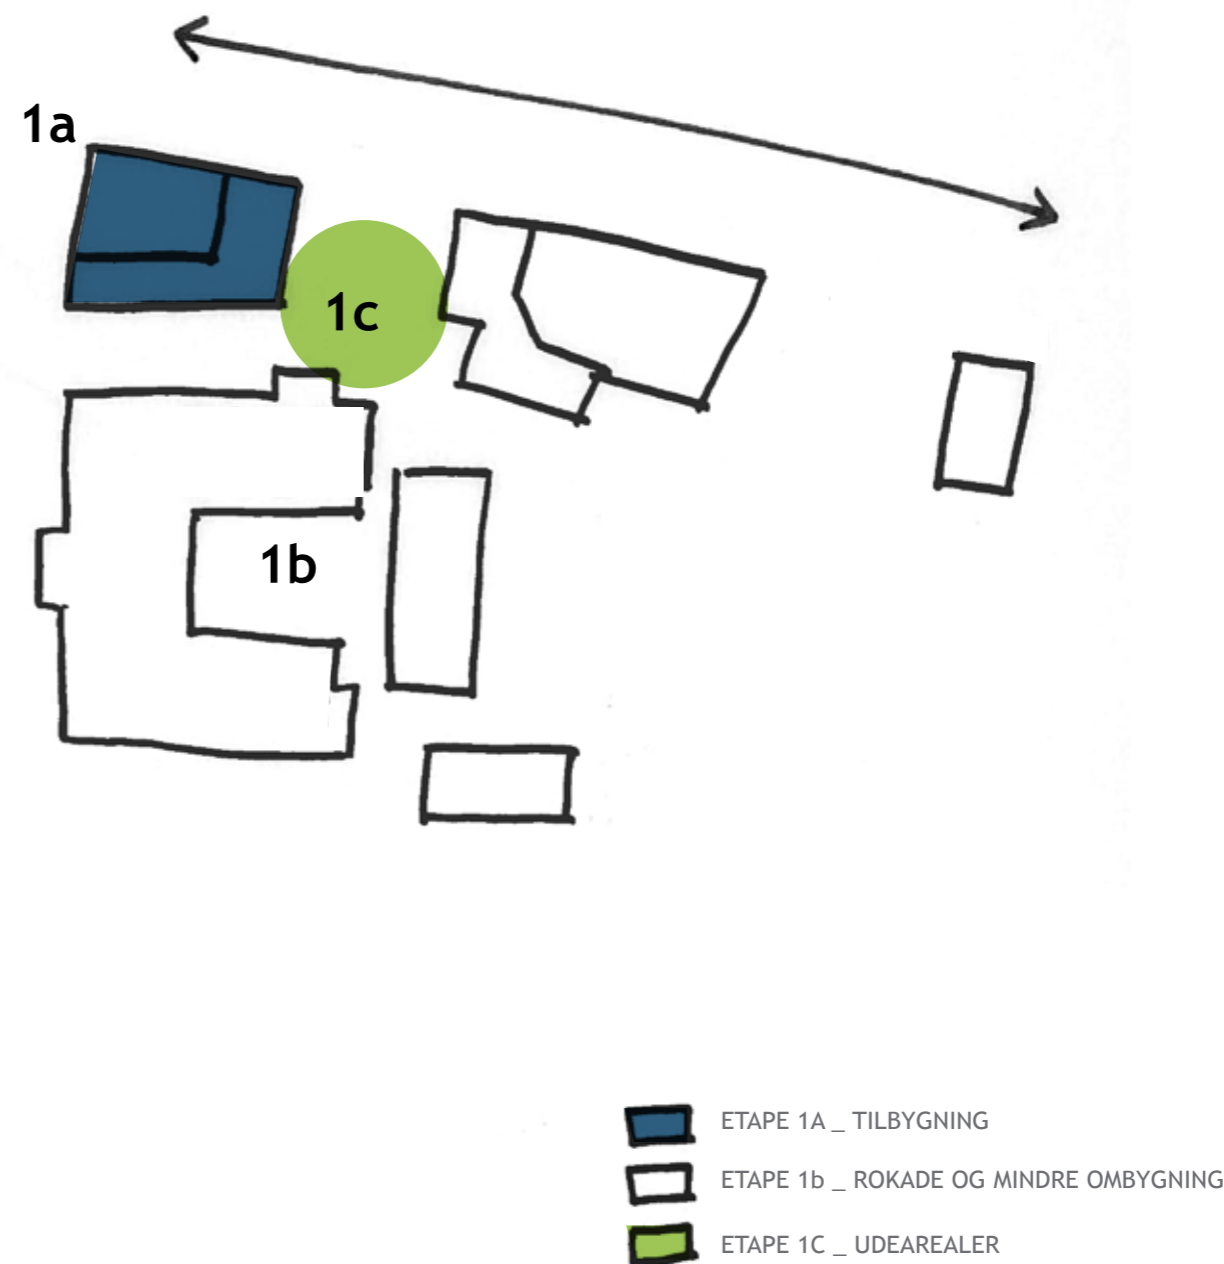 1a
1c
1b
ETAPE 1A _ TILBYGNING
ETAPE 1b _ ROKADE OG MINDRE OMBYGNING
ETAPE 1C _ UDEAREALER